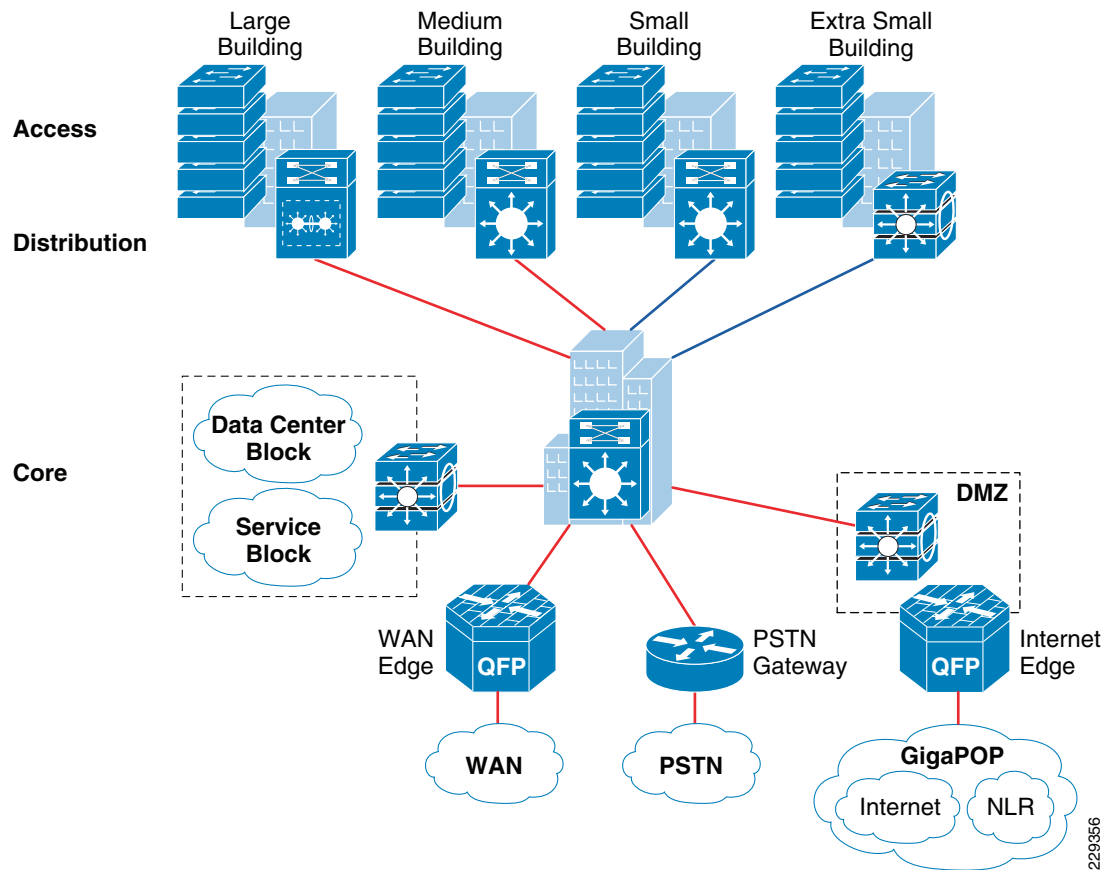 Large
Building
Medium
Building
Small
Building
Extra Small
Building
Access
Distribution
Core
Data Center
Block
Service
Block
DMZ
WAN
Edge
QFP
PSTN
Gateway
QFP
Internet
Edge
WAN
PSTN
GigaPOP
Internet
NLR
229356